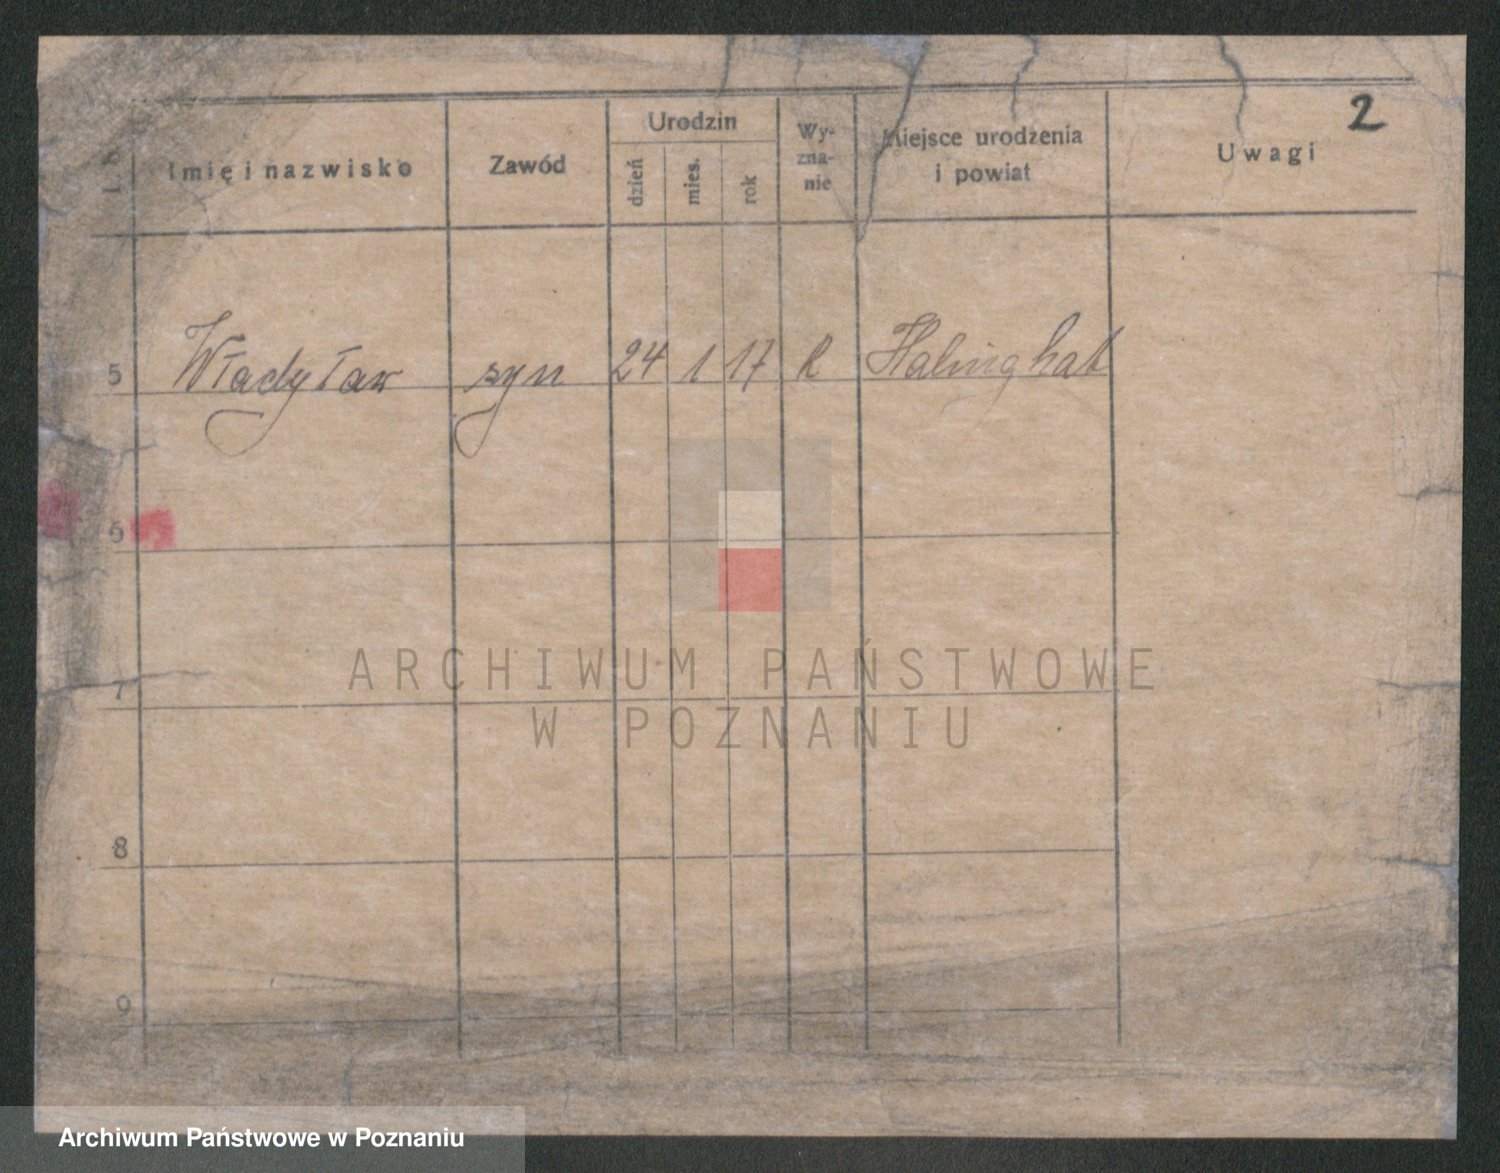 2
L. b.
Imię i nazwisko
Zawód
Urodzin
dzień
mies.
rok
Wy-
zna-
nie
Miejsce urodzenia
i powiat
Uwagi
5 Władysław syn 24 1 17 k
6
7
8
9
ARCHIWUM PAŃSTWOWE
W POZNANIU
Archiwum Państwowe w Poznaniu